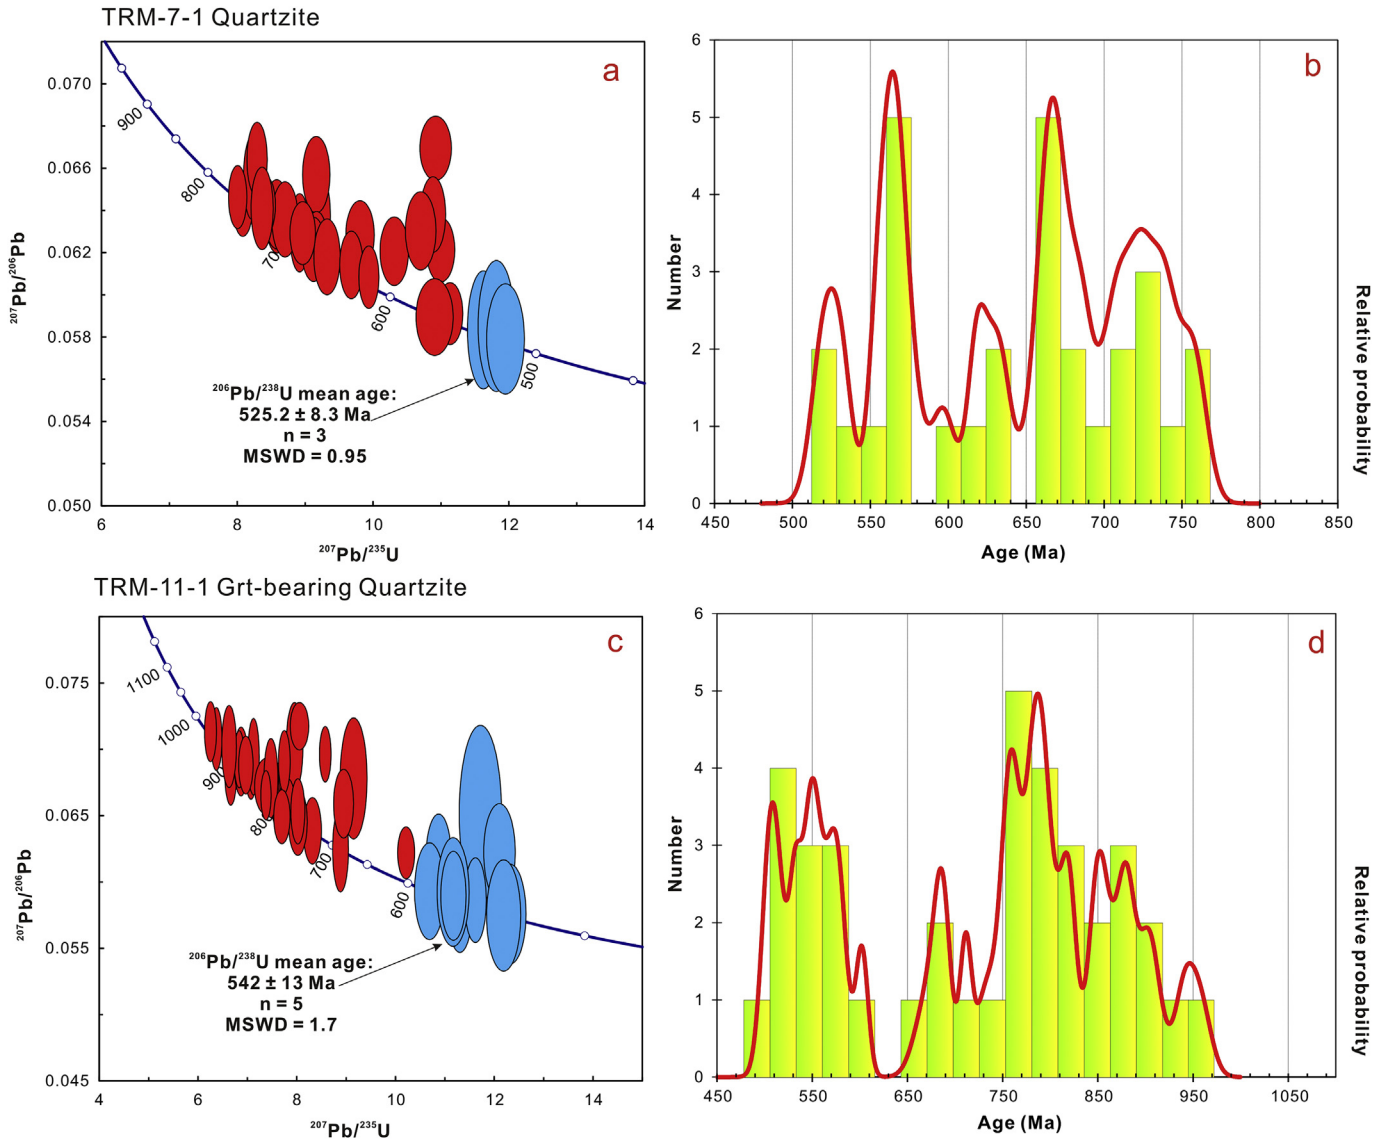 TRM-7-1 Quartzite
a
0.070
0.066
0.062
0.058
0.054
0.050
²⁰⁷Pb/²⁰⁶Pb
900
800
600
500
²⁰⁶Pb/²³⁸U mean age:
525.2 ± 8.3 Ma
n = 3
MSWD = 0.95
6 8 10 12 14
²⁰⁷Pb/²³⁵U
b
6
5
4
3
2
1
0
Number
Relative probability
450 500 550 600 650 700 750 800 850
Age (Ma)
TRM-11-1 Grt-bearing Quartzite
c
0.075
0.065
0.055
0.045
²⁰⁷Pb/²⁰⁶Pb
1100
1000
900
800
700
600
²⁰⁶Pb/²³⁸U mean age:
542 ± 13 Ma
n = 5
MSWD = 1.7
4 6 8 10 12 14
²⁰⁷Pb/²³⁵U
d
6
5
4
3
2
1
0
Number
Relative probability
450 550 650 750 850 950 1050
Age (Ma)